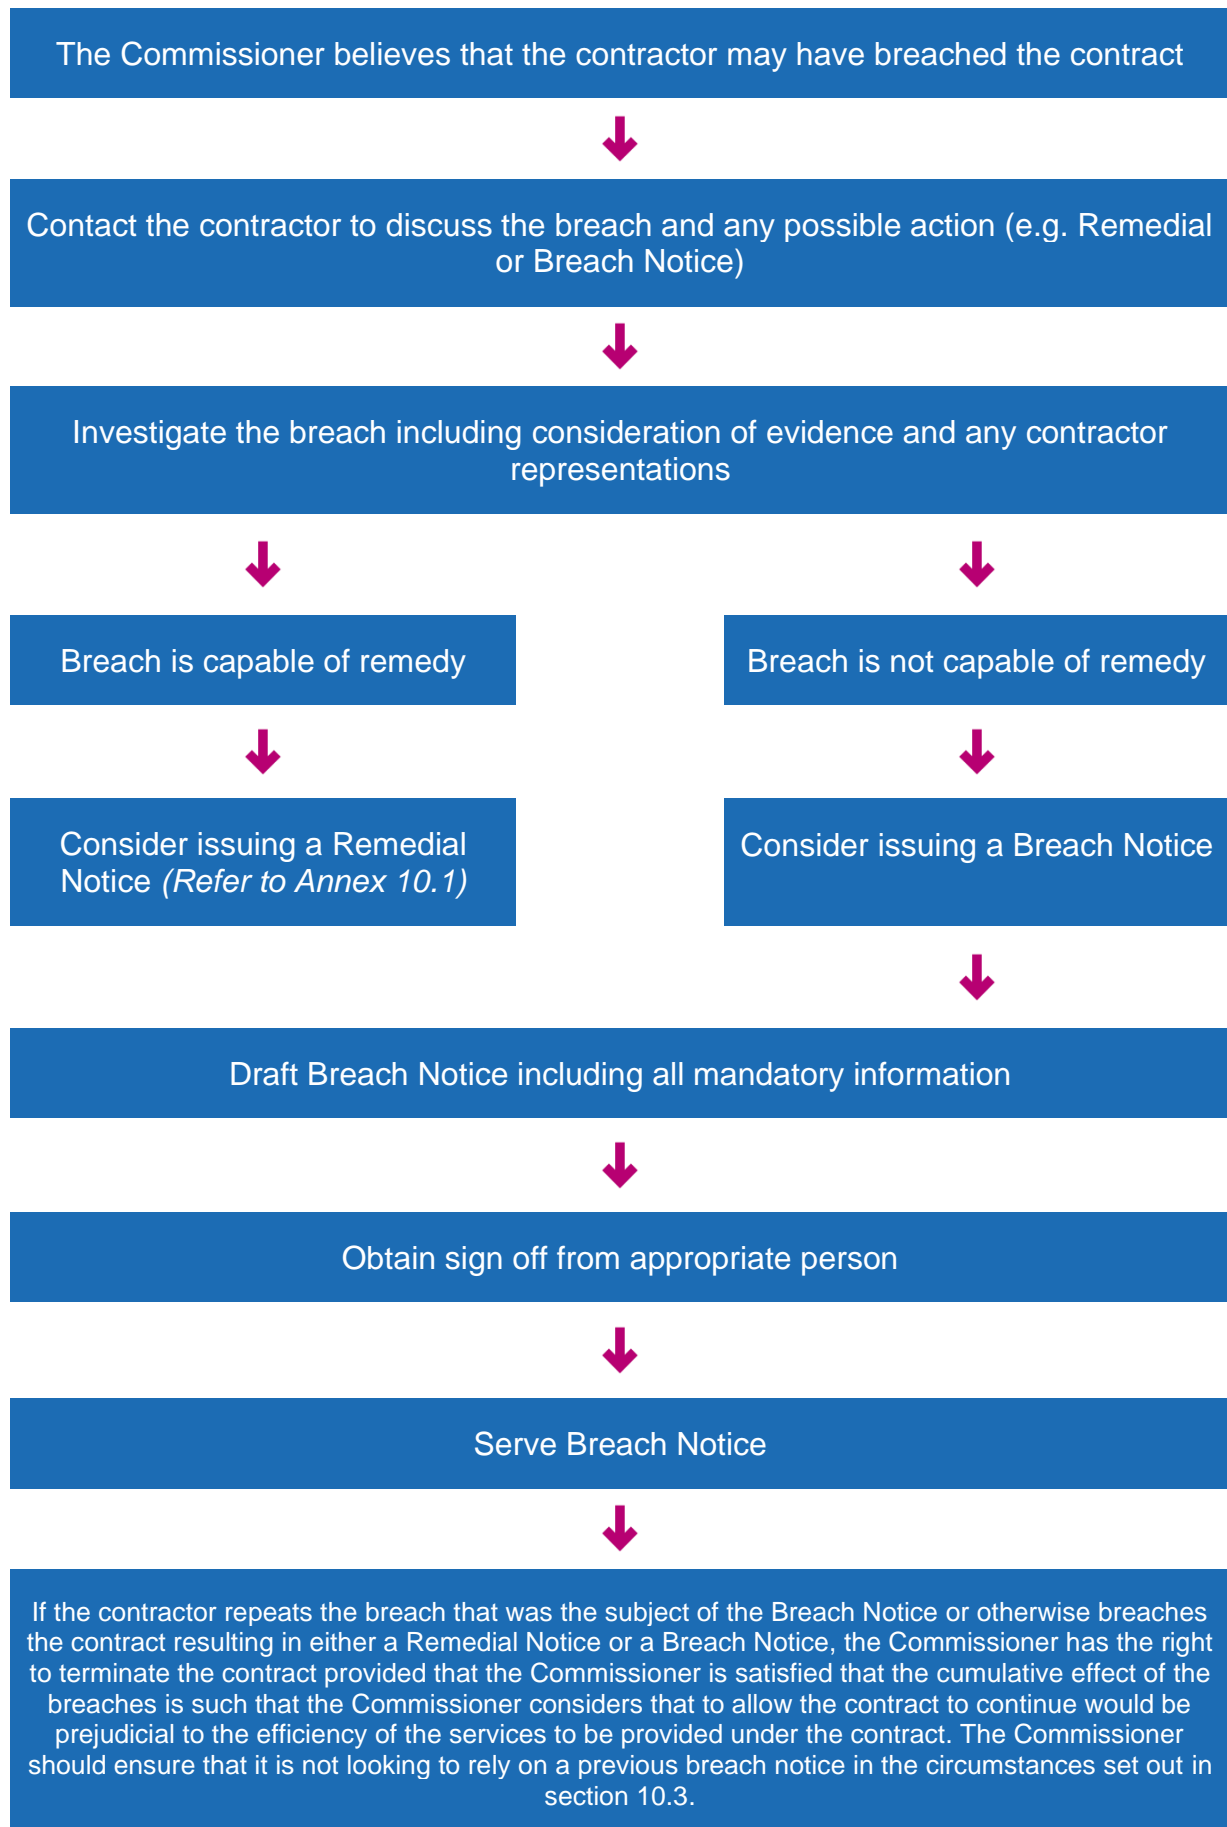 The Commissioner believes that the contractor may have breached the contract
Contact the contractor to discuss the breach and any possible action (e.g. Remedial
or Breach Notice)
Investigate the breach including consideration of evidence and any contractor
representations
Breach is capable of remedy
Breach is not capable of remedy
Consider issuing a Remedial
Notice (Refer to Annex 10.1)
Consider issuing a Breach Notice
Draft Breach Notice including all mandatory information
Obtain sign off from appropriate person
Serve Breach Notice
If the contractor repeats the breach that was the subject of the Breach Notice or otherwise breaches
the contract resulting in either a Remedial Notice or a Breach Notice, the Commissioner has the right
to terminate the contract provided that the Commissioner is satisfied that the cumulative effect of the
breaches is such that the Commissioner considers that to allow the contract to continue would be
prejudicial to the efficiency of the services to be provided under the contract. The Commissioner
should ensure that it is not looking to rely on a previous breach notice in the circumstances set out in
section 10.3.